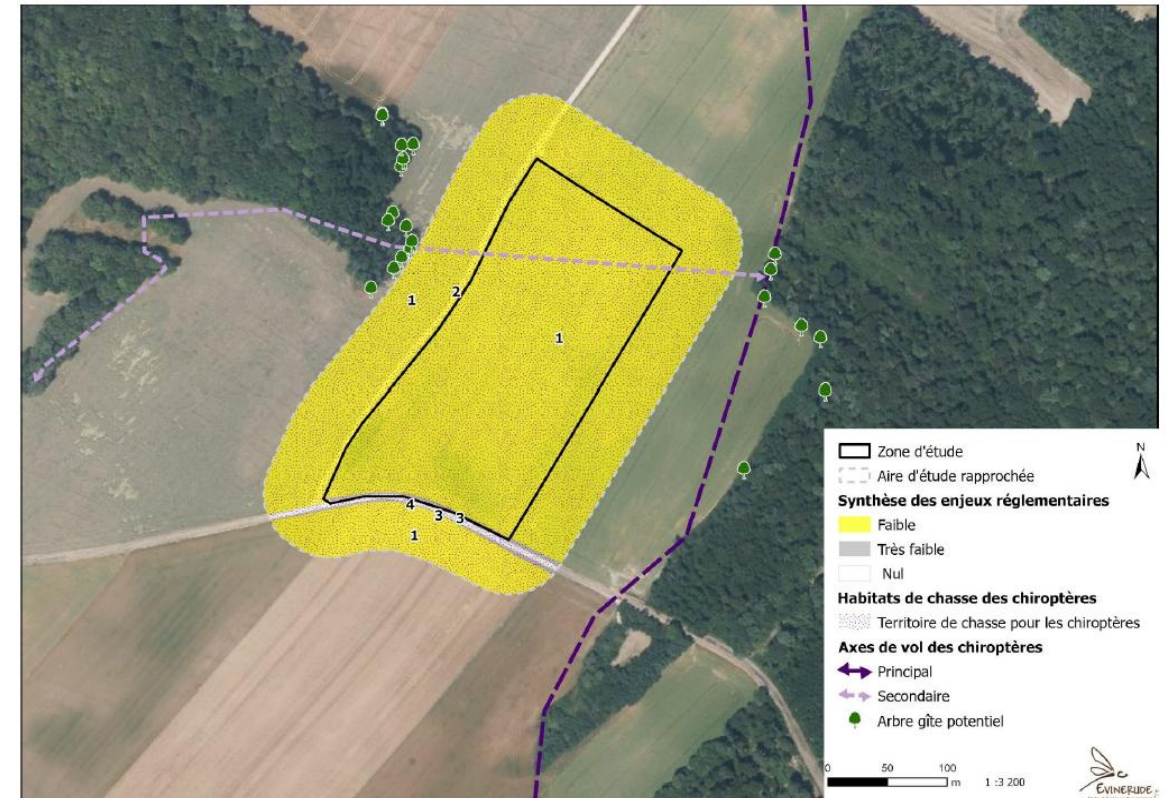 1
2
1
4
3
3
1
Zone d'étude
Aire d'étude rapprochée
Synthèse des enjeux réglementaires
Faible
Très faible
Nul
Habitats de chasse des chiroptères
Territoire de chasse pour les chiroptères
Axes de vol des chiroptères
Principal
Secondaire
Arbre gîte potentiel
N
0 50 100
m 1 :3 200
EVINERUDE